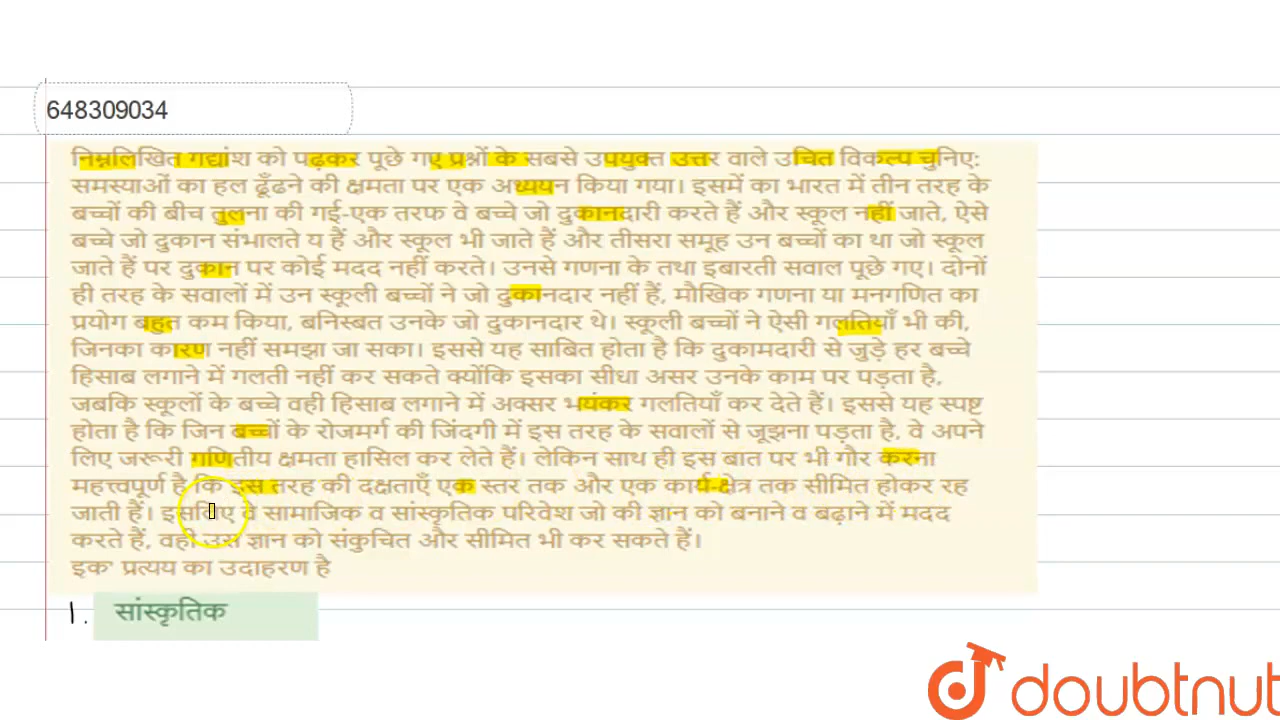 648309034
निम्नलिखित गद्यांश को पढ़कर पूछे गए प्रश्नों के सबसे उपयुक्त उत्तर वाले उचित विकल्प चुनिए:
समस्याओं का हल ढूँढने की क्षमता पर एक अध्ययन किया गया। इसमें का भारत में तीन तरह के
बच्चों की बीच तुलना की गई-एक तरफ वे बच्चे जो दुकानदारी करते हैं और स्कूल नहीं जाते, ऐसे
बच्चे जो दुकान संभालते य हैं और स्कूल भी जाते हैं और तीसरा समूह उन बच्चों का था जो स्कूल
जाते हैं पर दुकान पर कोई मदद नहीं करते। उनसे गणना के तथा इबारती सवाल पूछे गए। दोनों
ही तरह के सवालों में उन स्कूली बच्चों ने जो दुकानदार नहीं हैं, मौखिक गणना या मनगणित का
प्रयोग बहुत कम किया, बनिस्बत उनके जो दुकानदार थे। स्कूली बच्चों ने ऐसी गलतियाँ भी की,
जिनका कारण नहीं समझा जा सका। इससे यह साबित होता है कि दुकामदारी से जुड़े हर बच्चे
हिसाब लगाने में गलती नहीं कर सकते क्योंकि इसका सीधा असर उनके काम पर पड़ता है,
जबकि स्कूलों के बच्चे वही हिसाब लगाने में अक्सर भयंकर गलतियाँ कर देते हैं। इससे यह स्पष्ट
होता है कि जिन बच्चों के रोजमर्ग की जिंदगी में इस तरह के सवालों से जूझना पड़ता है, वे अपने
लिए जरूरी गणितीय क्षमता हासिल कर लेते हैं। लेकिन साथ ही इस बात पर भी गौर करना
महत्त्वपूर्ण है कि इस तरह की दक्षताएँ एक स्तर तक और एक कार्य-क्षेत्र तक सीमित होकर रह
जाती हैं। इसलिए वे सामाजिक व सांस्कृतिक परिवेश जो की ज्ञान को बनाने व बढ़ाने में मदद
करते हैं, वही उस ज्ञान को संकुचित और सीमित भी कर सकते हैं।
इक' प्रत्यय का उदाहरण है
1. सांस्कृतिक
doubtnut